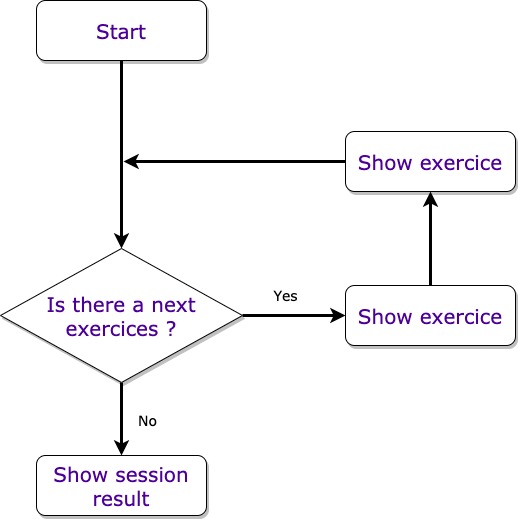 Start
Show exercice
Is there a next
exercices ?
Yes
Show exercice
No
Show session
result